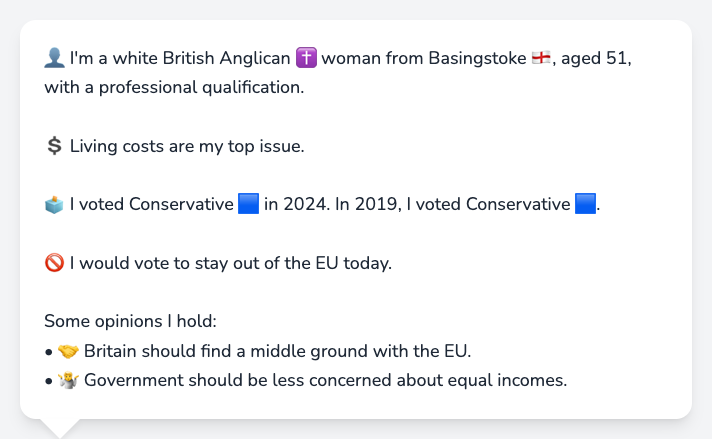 👤 I'm a white British Anglican ✝️ woman from Basingstoke 🏴󠁧󠁢󠁥󠁮󠁧󠁿, aged 51,
with a professional qualification.
💲 Living costs are my top issue.
🗳️ I voted Conservative 🟦 in 2024. In 2019, I voted Conservative 🟦.
🚫 I would vote to stay out of the EU today.
Some opinions I hold:
• 🤝 Britain should find a middle ground with the EU.
• 🤷 Government should be less concerned about equal incomes.